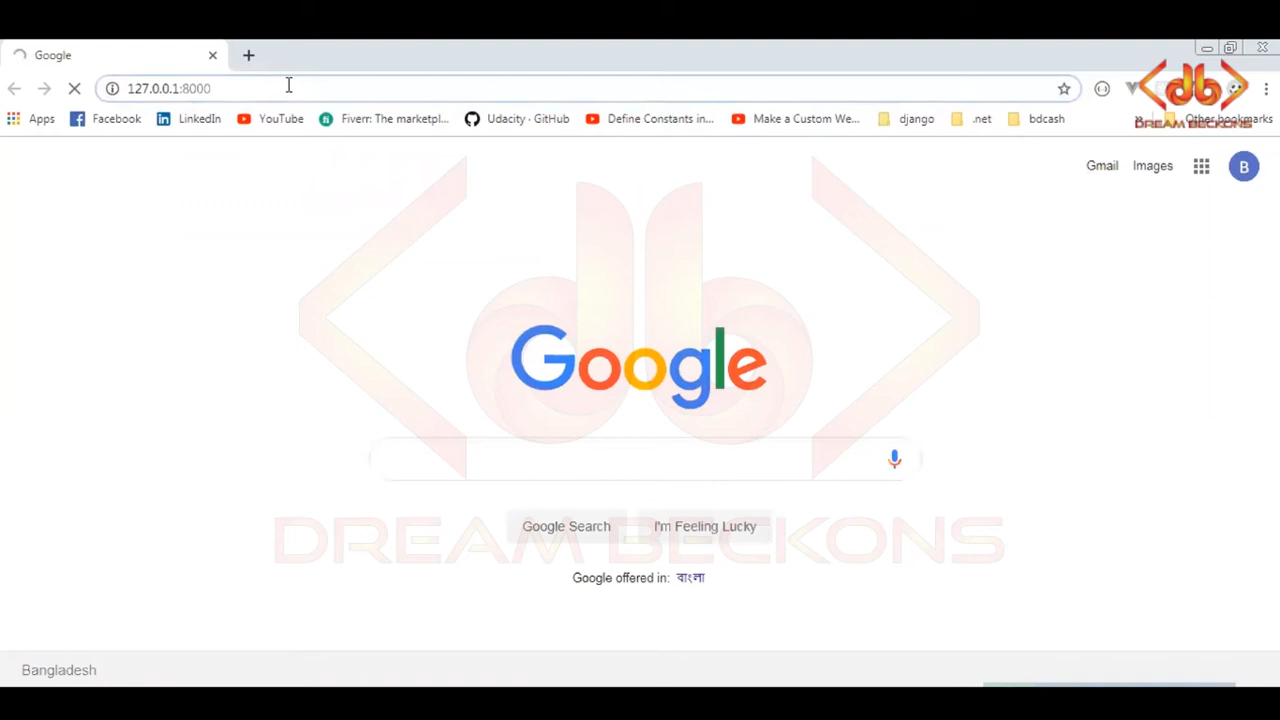 Google
127.0.0.1:8000
Apps Facebook LinkedIn YouTube Fiverr: The marketpl... Udacity · GitHub Define Constants in... Make a Custom We... django .net bdcash » Other bookmarks
db
DREAM BECKONS
Gmail Images B
db
Google
Google Search I'm Feeling Lucky
DREAM BECKONS
Google offered in: বাংলা
Bangladesh